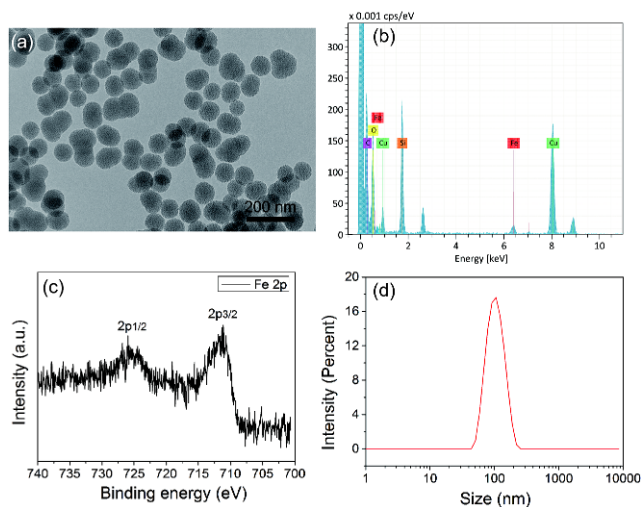 (a)
200 nm
x 0.001 cps/eV
(b)
300
250
200
150
100
50
0
Fe
O
C
Cu
Si
Fe
Cu
0 2 4 6 8 10
Energy [keV]
(c)
Fe 2p
2p1/2
2p3/2
Intensity (a.u.)
740 735 730 725 720 715 710 705 700
Binding energy (eV)
(d)
20
16
12
8
4
0
Intensity (Percent)
1 10 100 1000 10000
Size (nm)